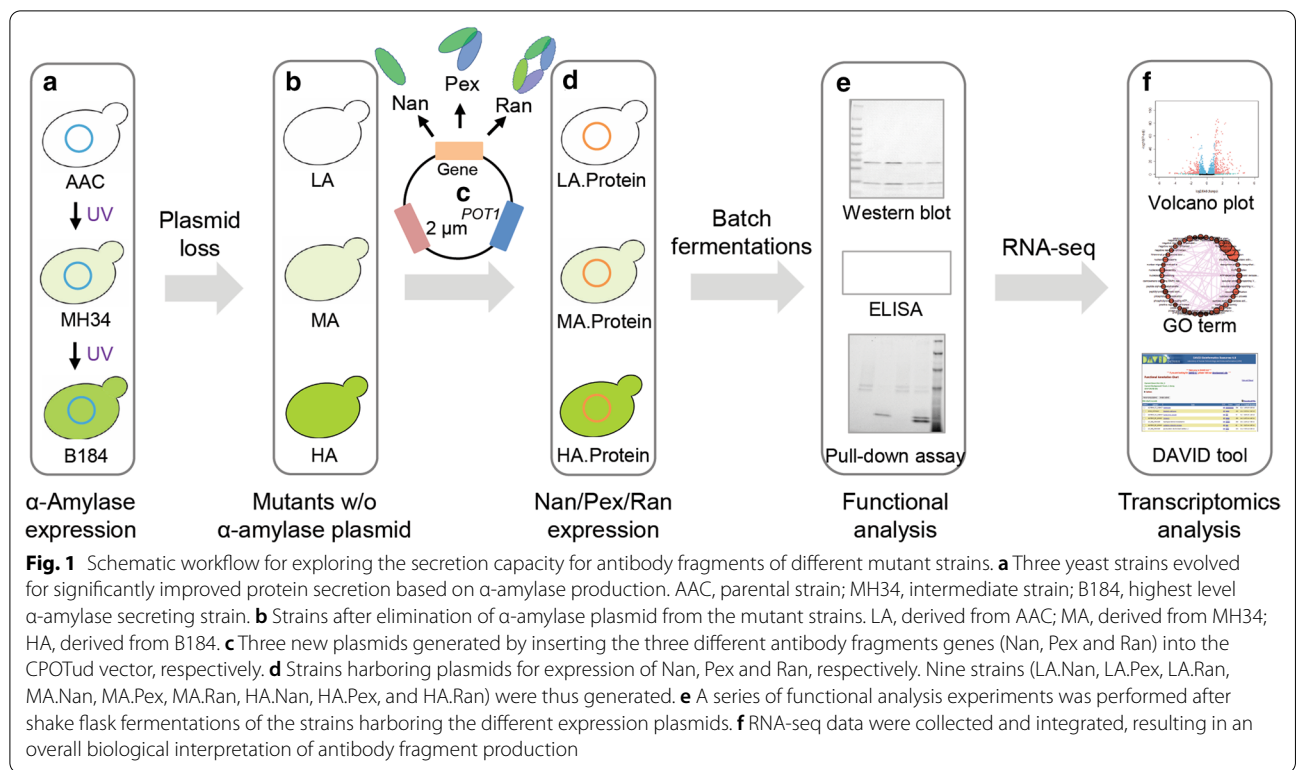 a
AAC
UV
MH34
UV
B184
α-Amylase
expression
Plasmid
loss
b
LA
MA
HA
Mutants w/o
α-amylase plasmid
Nan
Pex
Ran
Gene
c
2 μm
POT1
d
LA.Protein
MA.Protein
HA.Protein
Nan/Pex/Ran
expression
Batch
fermentations
e
Western blot
ELISA
Pull-down assay
Functional
analysis
RNA-seq
f
Volcano plot
GO term
DAVID
DAVID tool
Transcriptomics
analysis
Fig. 1 Schematic workflow for exploring the secretion capacity for antibody fragments of different mutant strains. a Three yeast strains evolved
for significantly improved protein secretion based on α-amylase production. AAC, parental strain; MH34, intermediate strain; B184, highest level
α-amylase secreting strain. b Strains after elimination of α-amylase plasmid from the mutant strains. LA, derived from AAC; MA, derived from MH34;
HA, derived from B184. c Three new plasmids generated by inserting the three different antibody fragments genes (Nan, Pex and Ran) into the
CPOTud vector, respectively. d Strains harboring plasmids for expression of Nan, Pex and Ran, respectively. Nine strains (LA.Nan, LA.Pex, LA.Ran,
MA.Nan, MA.Pex, MA.Ran, HA.Nan, HA.Pex, and HA.Ran) were thus generated. e A series of functional analysis experiments was performed after
shake flask fermentations of the strains harboring the different expression plasmids. f RNA-seq data were collected and integrated, resulting in an
overall biological interpretation of antibody fragment production